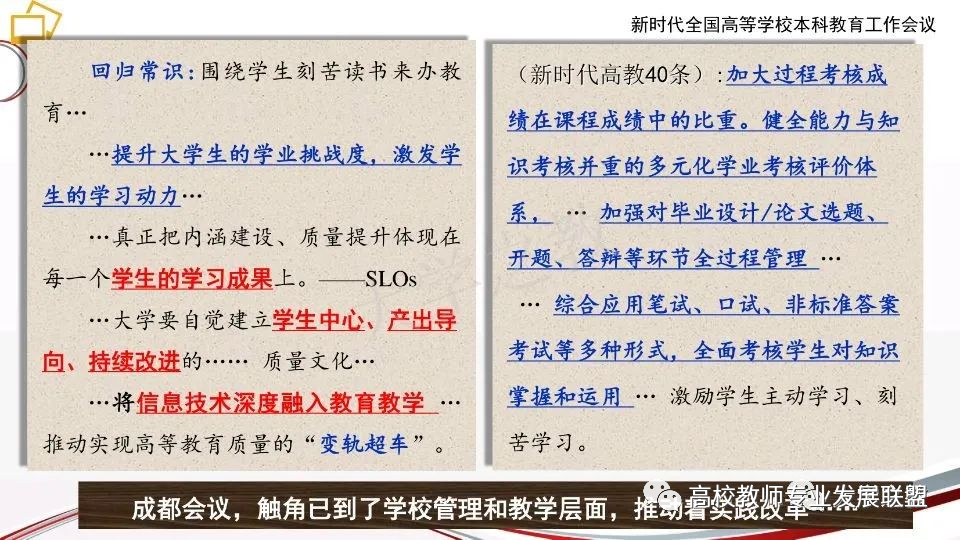 新时代全国高等学校本科教育工作会议
回归常识:围绕学生刻苦读书来办教
育…
…提升大学生的学业挑战度，激发学
生的学习动力…
…真正把内涵建设、质量提升体现在
每一个学生的学习成果上。——SLOs
…大学要自觉建立学生中心、产出导
向、持续改进的…… 质量文化…
…将信息技术深度融入教育教学 …
推动实现高等教育质量的“变轨超车”。
（新时代高教40条）:加大过程考核成
绩在课程成绩中的比重。健全能力与知
识考核并重的多元化学业考核评价体
系， … 加强对毕业设计/论文选题、
开题、答辩等环节全过程管理 …
… 综合应用笔试、口试、非标准答案
考试等多种形式，全面考核学生对知识
掌握和运用 … 激励学生主动学习、刻
苦学习。
成都会议，触角已到了学校管理和教学层面，推动着实践改革……
高校教师专业发展联盟